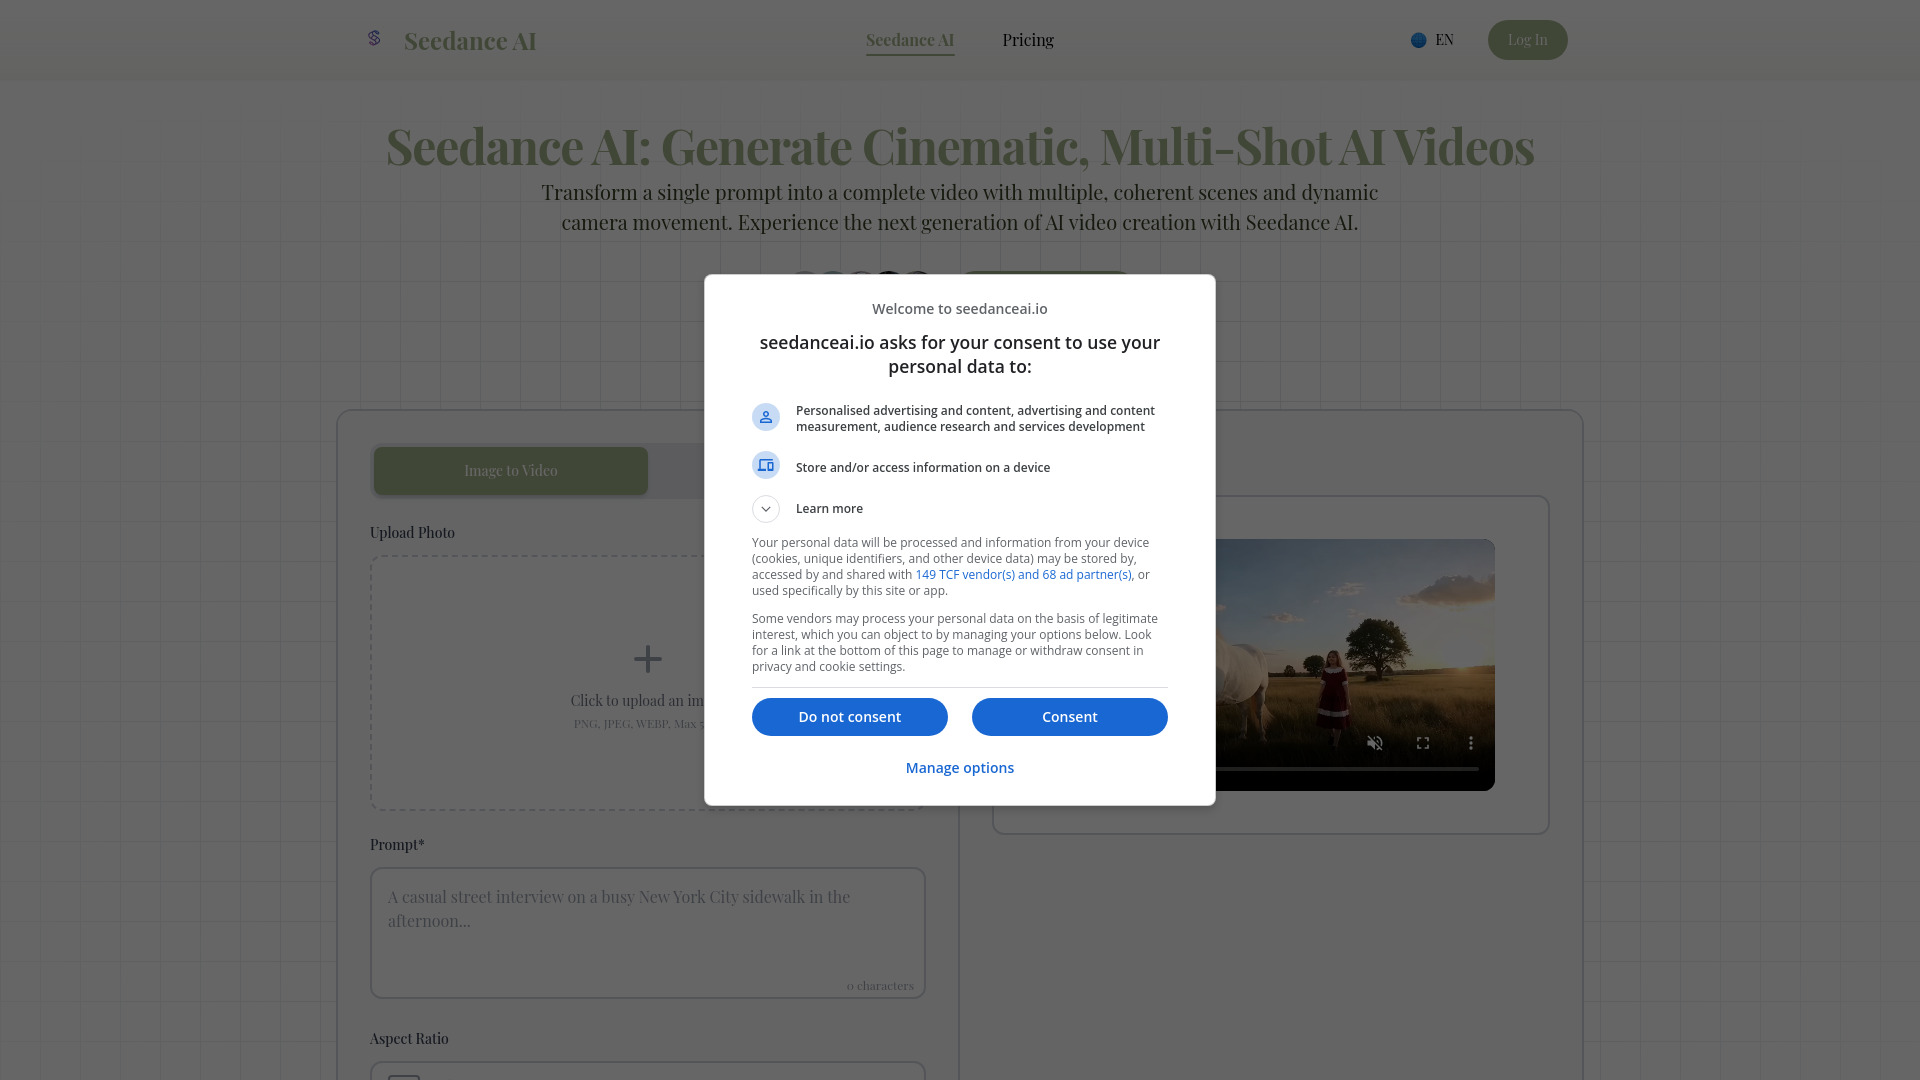 Seedance AI
Seedance AI
Pricing
EN
Log In
Seedance AI: Generate Cinematic, Multi-Shot AI Videos
Transform a single prompt into a complete video with multiple, coherent scenes and dynamic
camera movement. Experience the next generation of AI video creation with Seedance AI.
Welcome to seedanceai.io
seedanceai.io asks for your consent to use your
personal data to:
Personalised advertising and content, advertising and content
measurement, audience research and services development
Store and/or access information on a device
Learn more
Your personal data will be processed and information from your device
(cookies, unique identifiers, and other device data) may be stored by,
accessed by and shared with 149 TCF vendor(s) and 68 ad partner(s), or
used specifically by this site or app.
Some vendors may process your personal data on the basis of legitimate
interest, which you can object to by managing your options below. Look
for a link at the bottom of this page to manage or withdraw consent in
privacy and cookie settings.
Do not consent
Consent
Manage options
Image to Video
Upload Photo
Click to upload an
PNG, JPEG, WEBP, Max
Prompt*
A casual street interview on a busy New York City sidewalk in the
afternoon...
0 characters
Aspect Ratio